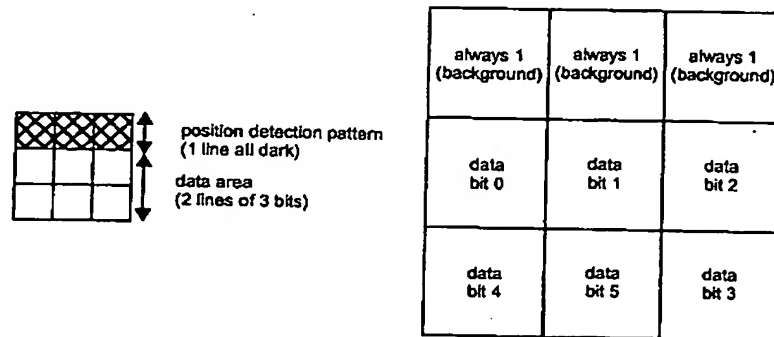 position detection pattern
(1 line all dark)
data area
(2 lines of 3 bits)
always 1
(background)
always 1
(background)
always 1
(background)
data
bit 0
data
bit 1
data
bit 2
data
bit 4
data
bit 5
data
bit 3